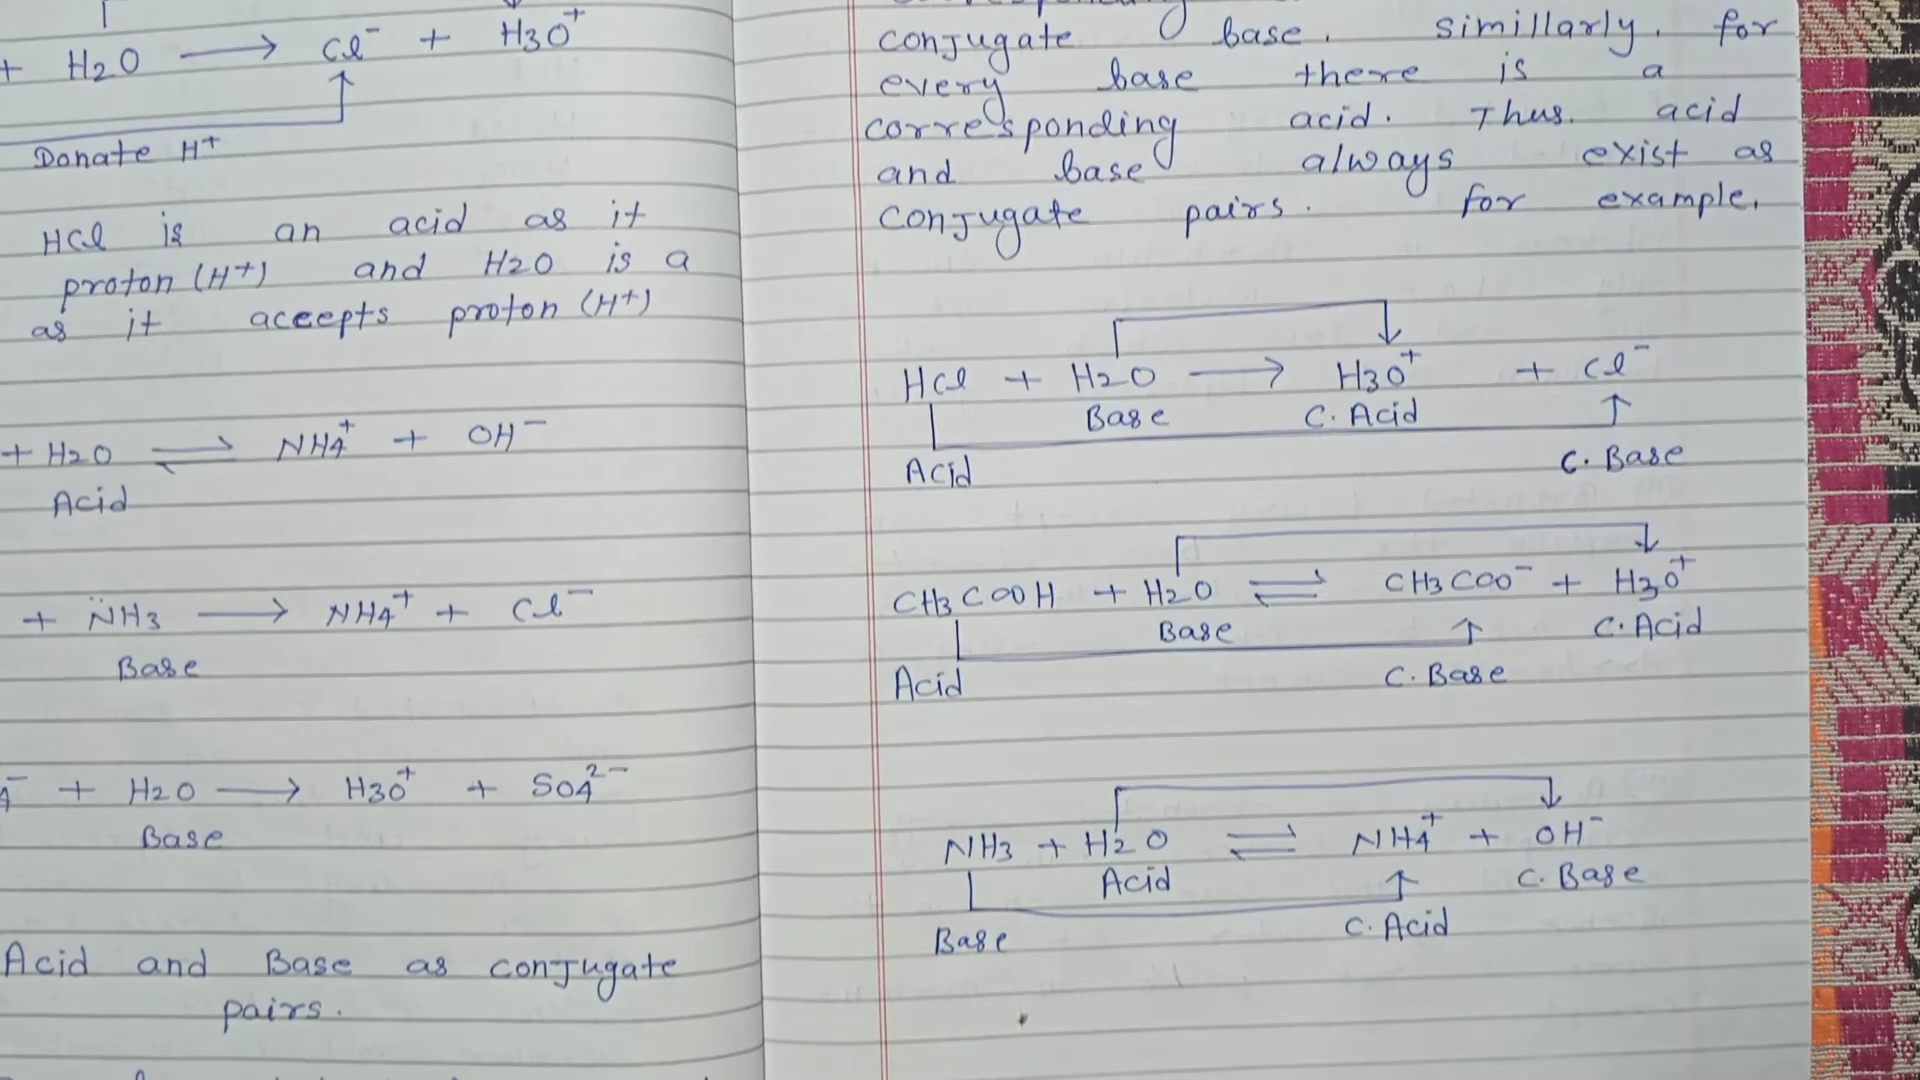 + H2O ⟶ Cl⁻ + H3O⁺
Donate H⁺
HCl is an acid as it
proton (H⁺) and H2O is a
as it accepts proton (H⁺)
+ H2O ⇌ NH4⁺ + OH⁻
Acid
+ N̈H3 ⟶ NH4⁺ + Cl⁻
Base
+ H2O ⟶ H3O⁺ + SO4²⁻
Base
Acid and Base as conjugate
pairs.
conjugate base. simillarly. for
every base there is a
corresponding acid. Thus. acid
and base always exist as
conjugate pairs. for example.
HCl + H2O ⟶ H3O⁺ + Cl⁻
Base C. Acid
Acid C. Base
CH3COOH + H2O ⇌ CH3COO⁻ + H3O⁺
Base C. Acid
Acid C. Base
NH3 + H2O ⇌ NH4⁺ + OH⁻
Acid C. Base
Base C. Acid